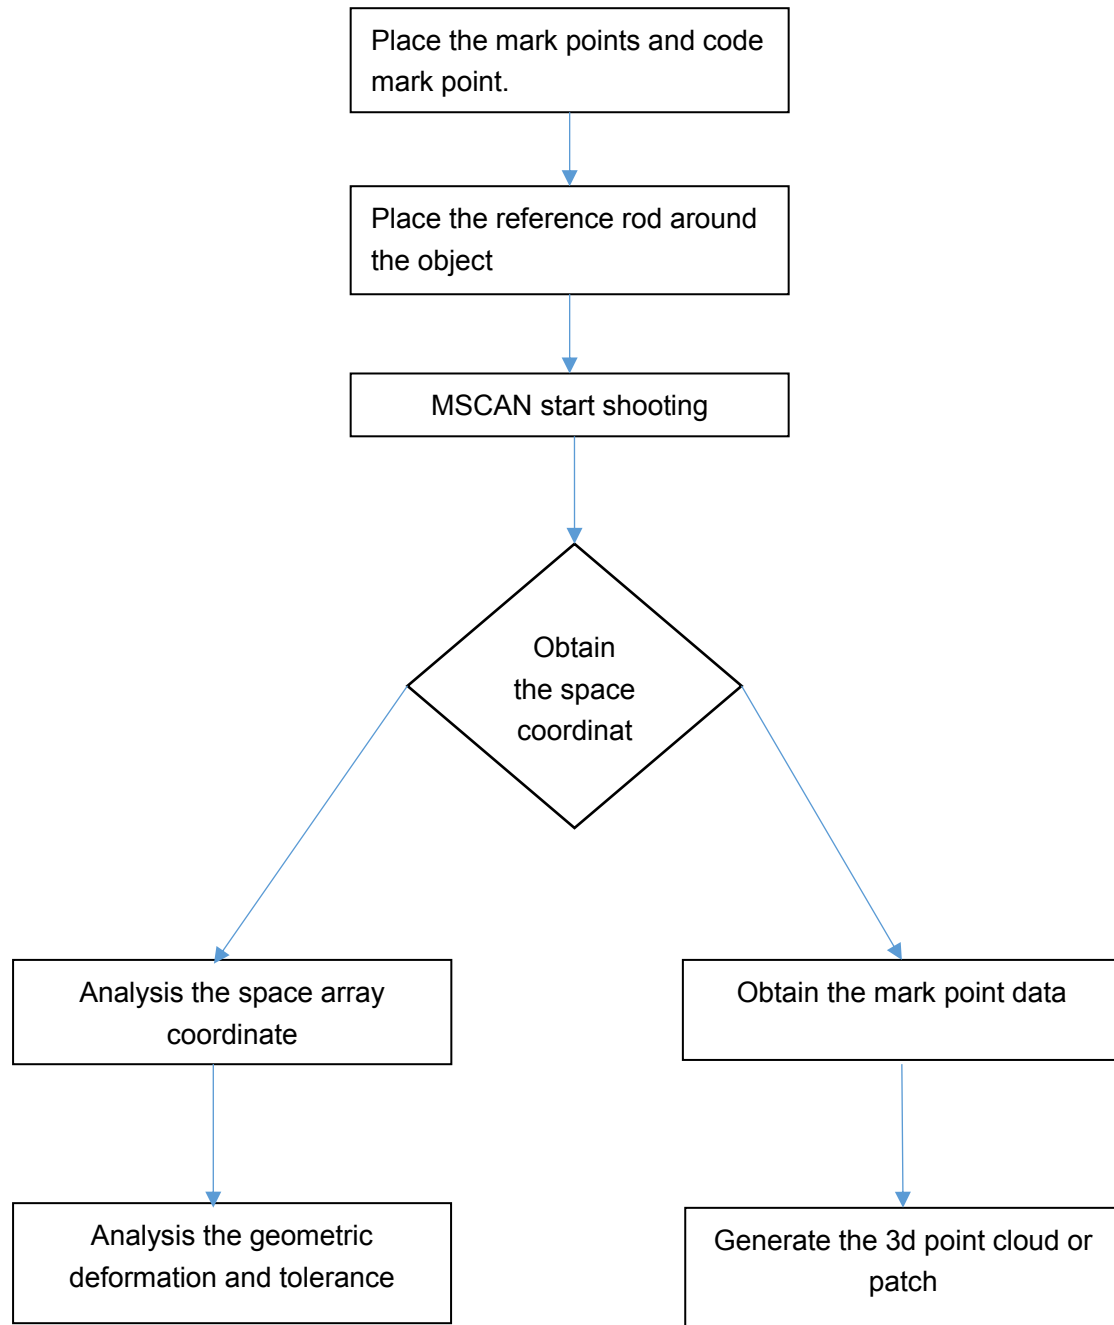 Place the mark points and code
mark point.
Place the reference rod around
the object
MSCAN start shooting
Obtain
the space
coordinat
Analysis the space array
coordinate
Obtain the mark point data
Analysis the geometric
deformation and tolerance
Generate the 3d point cloud or
patch